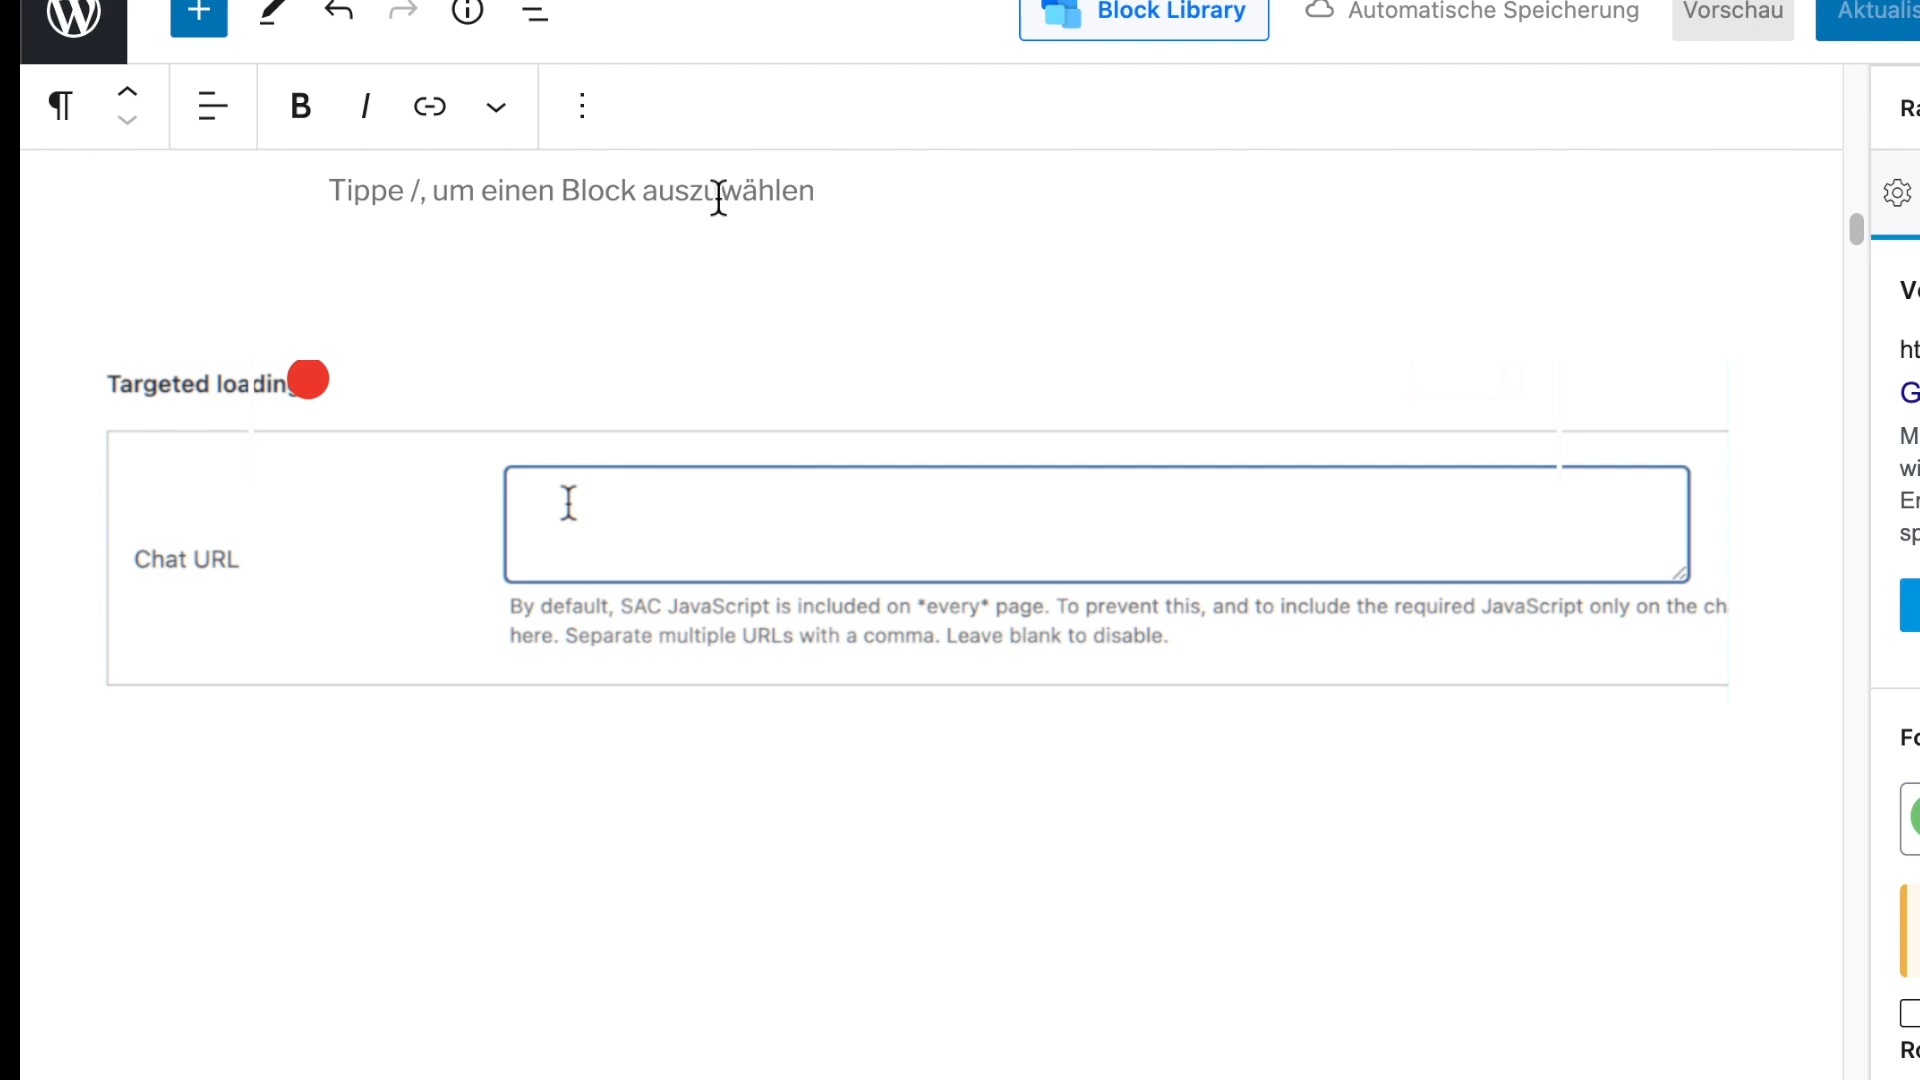 Block Library
Automatische Speicherung
Vorschau
B I
Tippe /, um einen Block auszuwählen
Targeted loading
Chat URL
By default, SAC JavaScript is included on *every* page. To prevent this, and to include the required JavaScript only on the ch
here. Separate multiple URLs with a comma. Leave blank to disable.